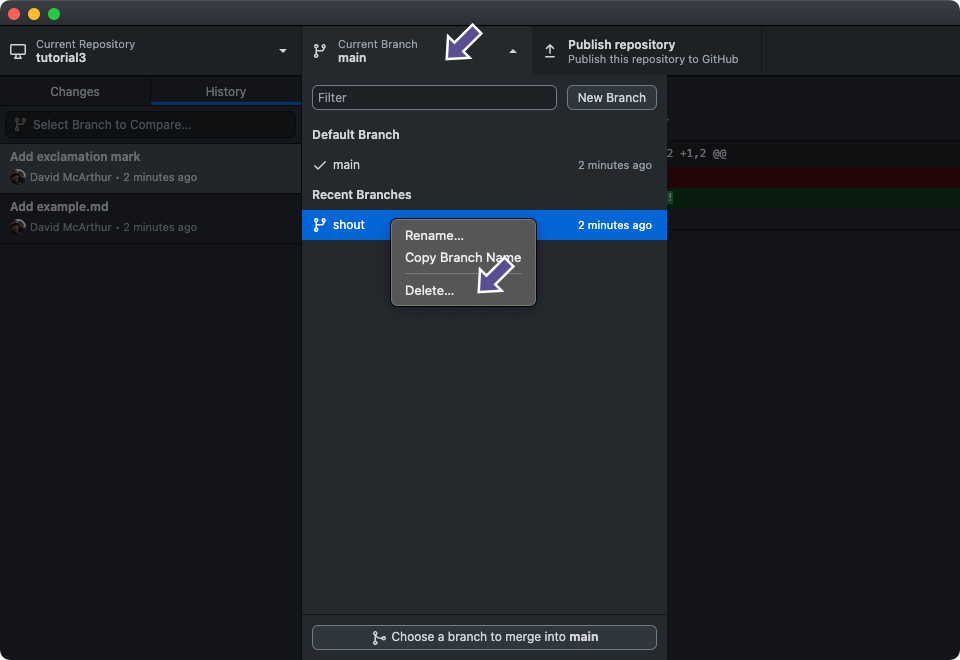 Current Repository
tutorial3
Current Branch
main
Publish repository
Publish this repository to GitHub
Changes
History
Select Branch to Compare...
Add exclamation mark
David McArthur • 2 minutes ago
Add example.md
David McArthur • 2 minutes ago
Filter
New Branch
Default Branch
main
2 minutes ago
Recent Branches
shout
2 minutes ago
Rename...
Copy Branch Name
Delete...
2 +1,2 @@
!
Choose a branch to merge into main